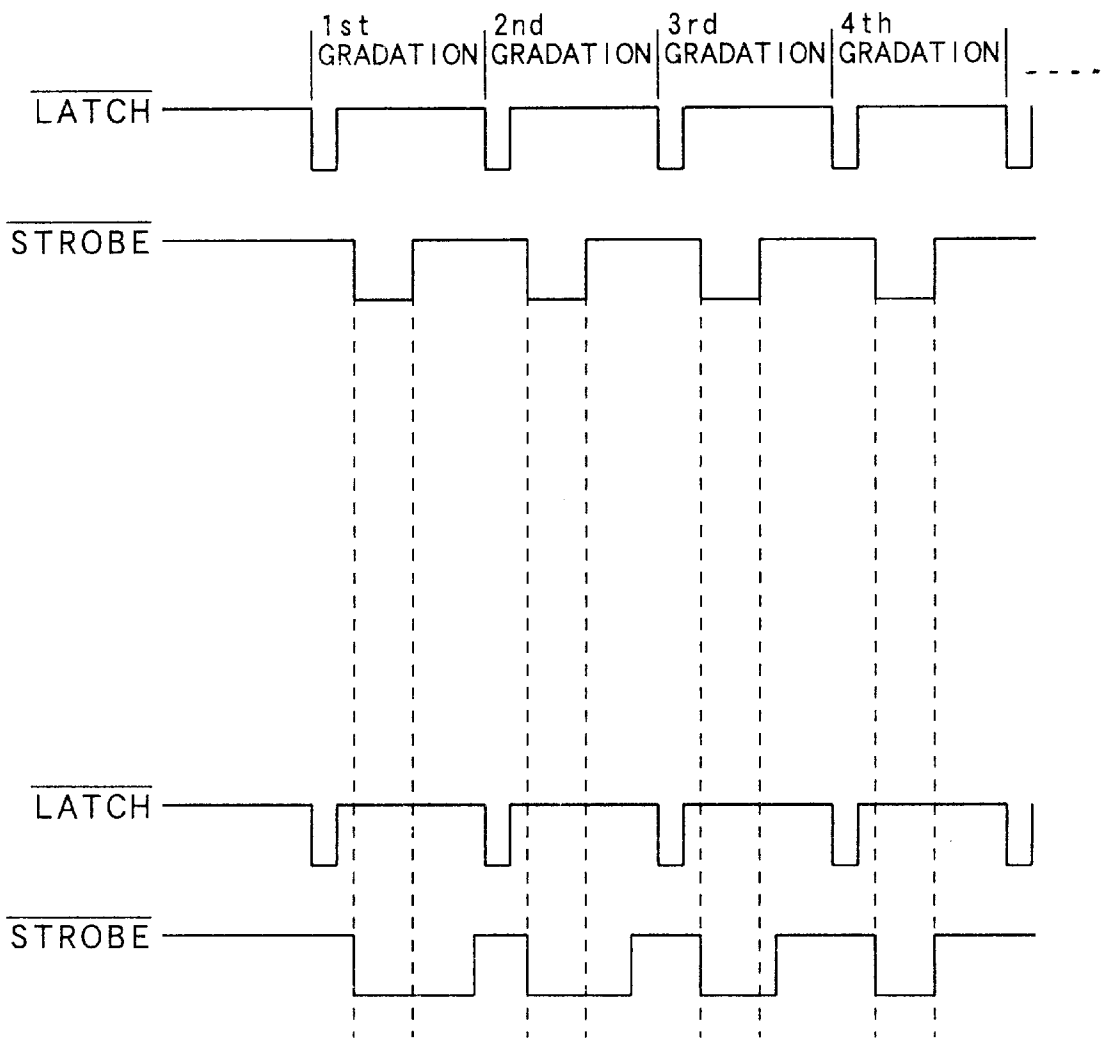 1st 2nd 3rd 4th
GRADATION GRADATION GRADATION GRADATION
LATCH
STROBE
LATCH
STROBE